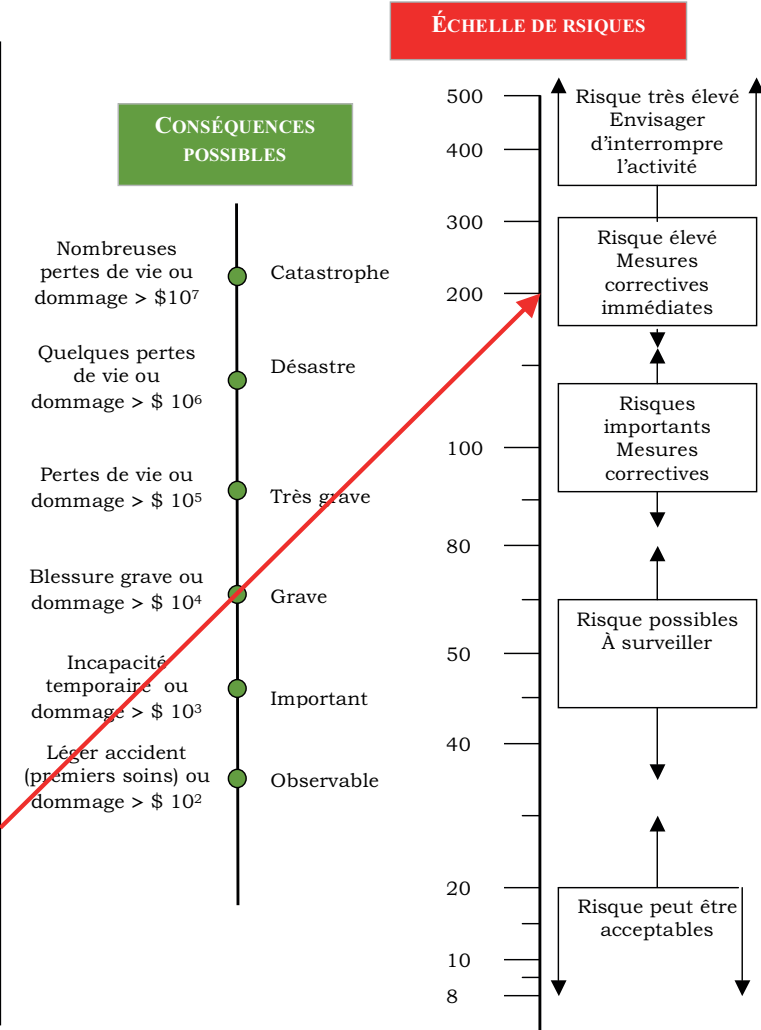 ÉCHELLE DE RSIQUES
CONSÉQUENCES
POSSIBLES
Nombreuses
pertes de vie ou
dommage > $10⁷
Catastrophe
Quelques pertes
de vie ou
dommage > $ 10⁶
Désastre
Pertes de vie ou
dommage > $ 10⁵
Très grave
Blessure grave ou
dommage > $ 10⁴
Grave
Incapacité
temporaire ou
dommage > $ 10³
Important
Léger accident
(premiers soins) ou
dommage > $ 10²
Observable
500
400
300
200
100
80
50
40
20
10
8
Risque très élevé
Envisager
d’interrompre
l’activité
Risque élevé
Mesures
correctives
immédiates
Risques
importants
Mesures
correctives
Risque possibles
À surveiller
Risque peut être
acceptables